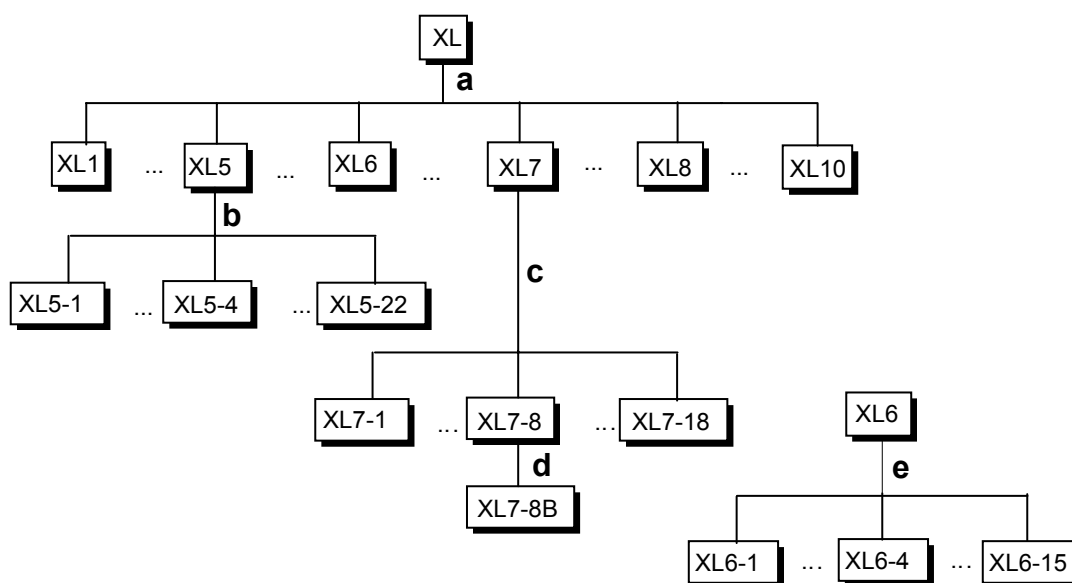 XL
a
XL1 ... XL5 ... XL6 ... XL7 ... XL8 ... XL10
b
c
XL5-1 ... XL5-4 ... XL5-22
XL7-1 ... XL7-8 ... XL7-18
XL6
d
e
XL7-8B
XL6-1 ... XL6-4 ... XL6-15